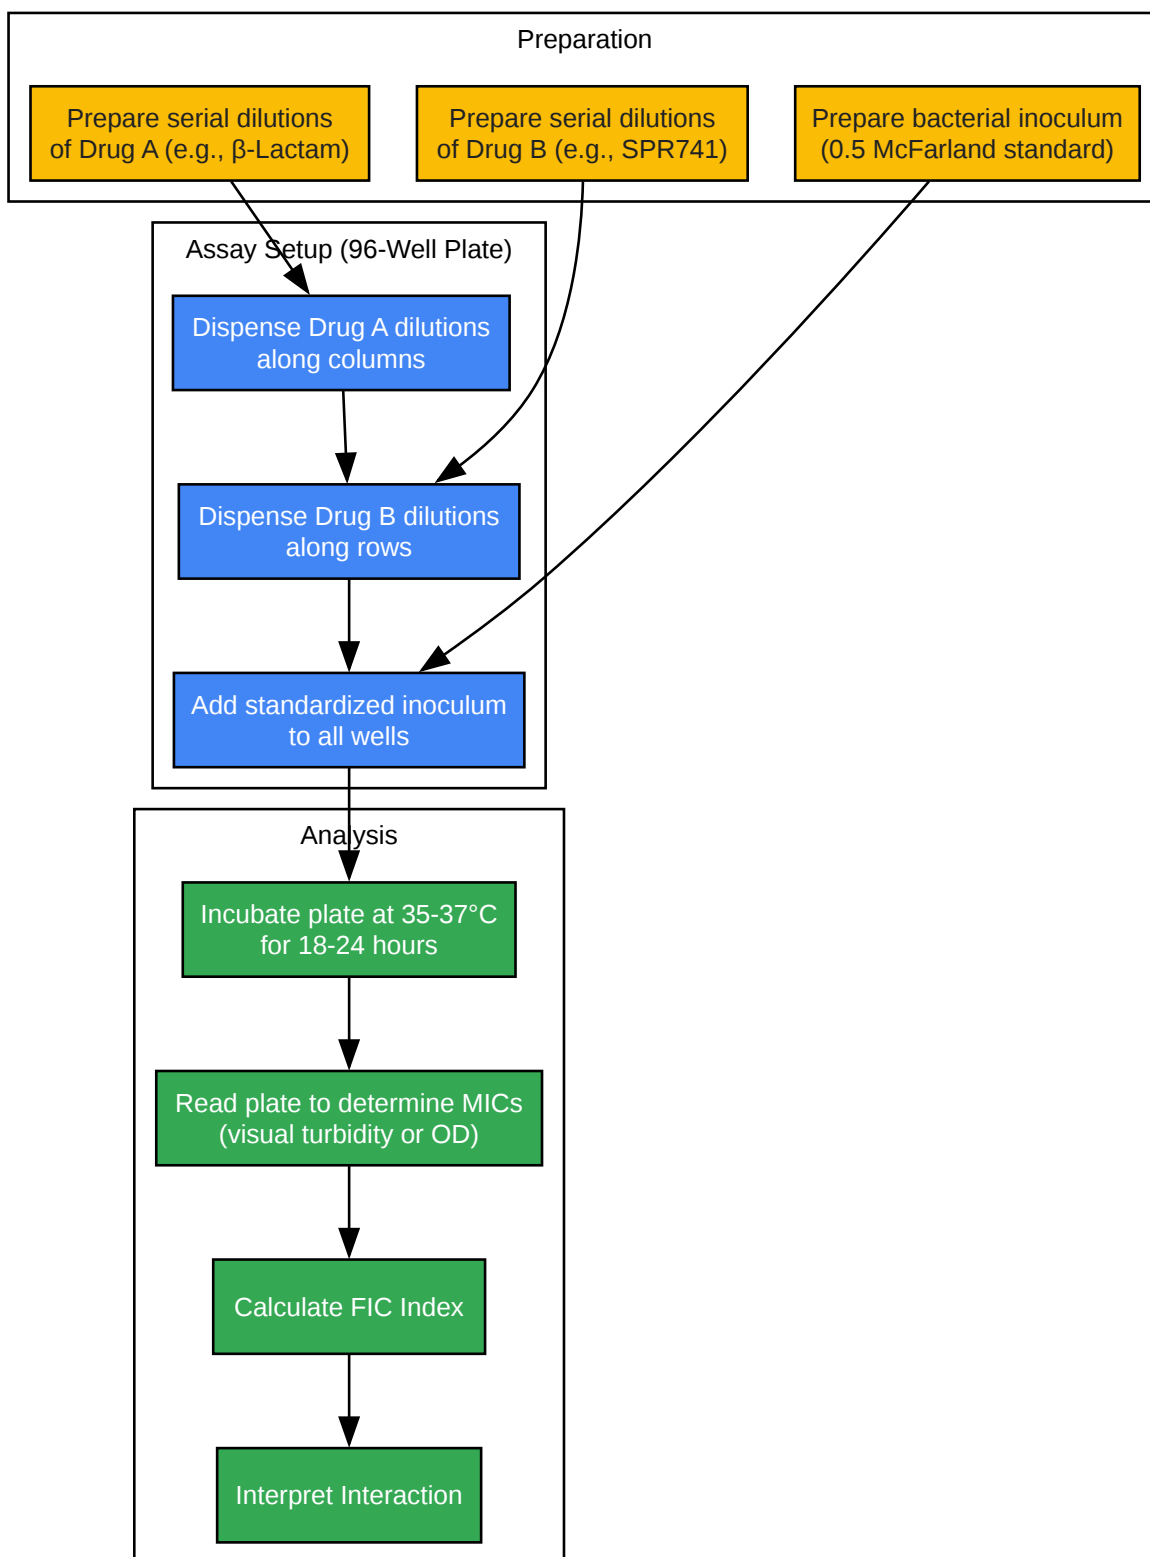 Preparation
Prepare serial dilutions
of Drug A (e.g., β-Lactam)
Prepare serial dilutions
of Drug B (e.g., SPR741)
Prepare bacterial inoculum
(0.5 McFarland standard)
Assay Setup (96-Well Plate)
Dispense Drug A dilutions
along columns
Dispense Drug B dilutions
along rows
Add standardized inoculum
to all wells
Analysis
Incubate plate at 35-37°C
for 18-24 hours
Read plate to determine MICs
(visual turbidity or OD)
Calculate FIC Index
Interpret Interaction